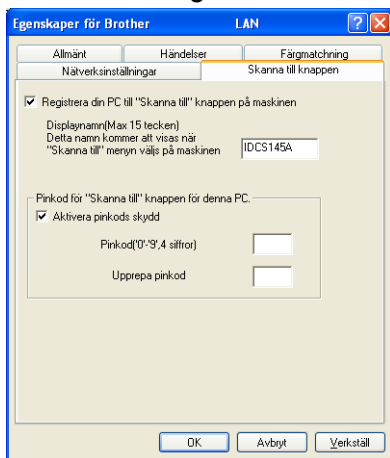 Egenskaper för Brother LAN
Allmänt Händelser Färgmatchning
Nätverksinställningar Skanna till knappen
Registrera din PC till "Skanna till" knappen på maskinen
Displaynamn(Max 15 tecken)
Detta namn kommer att visas när
"Skanna till" menyn väljs på maskinen IDCS145A
Pinkod för "Skanna till" knappen för denna PC.
Aktivera pinkods skydd
Pinkod('0'-'9',4 siffror)
Upprepa pinkod
OK Avbryt Verkställ